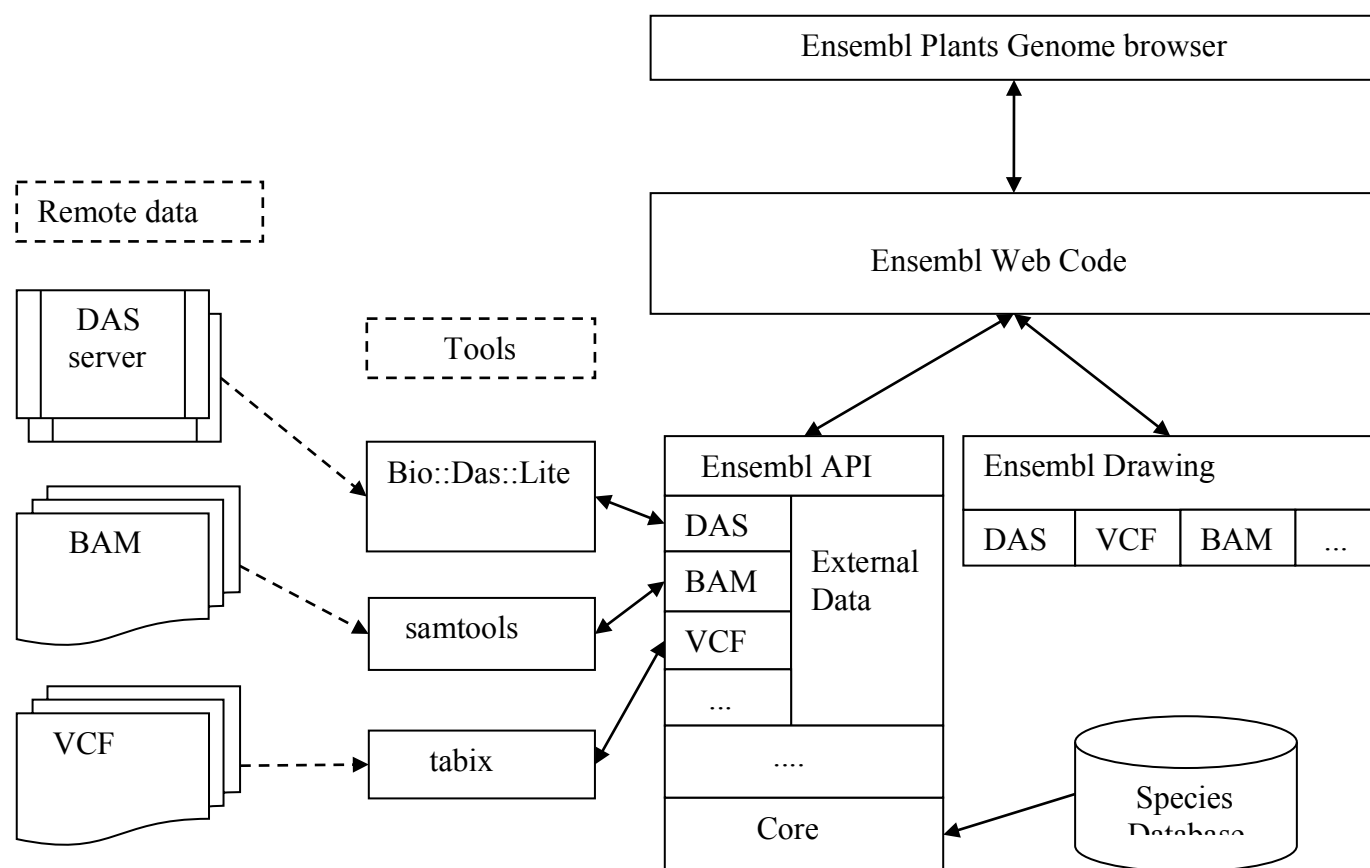 Ensembl Plants Genome browser
Ensembl Web Code
Remote data
DAS
server
Tools
Bio::Das::Lite
BAM
samtools
VCF
tabix
Ensembl API
DAS
BAM
VCF
...
External
Data
....
Core
Ensembl Drawing
DAS
VCF
BAM
...
Species
Database